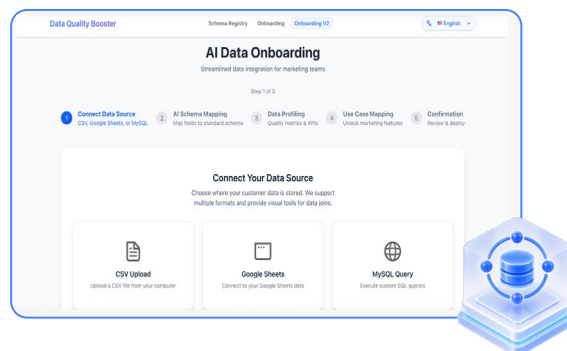 Data Quality Booster
Schema Registry Onboarding Onboarding V2
English
AI Data Onboarding
Streamlined data integration for marketing teams
Step 1 of 5
1 Connect Data Source
CSV, Google Sheets, or MySQL
2 AI Schema Mapping
Map fields to standard schema
3 Data Profiling
Quality metrics & KPIs
4 Use Case Mapping
Unlock marketing features
5 Confirmation
Review & deploy
Connect Your Data Source
Choose where your customer data is stored. We support
multiple formats and provide visual tools for data joins.
CSV Upload
Upload a CSV file from your computer
Google Sheets
Connect to your Google Sheets data
MySQL Query
Execute custom SQL queries